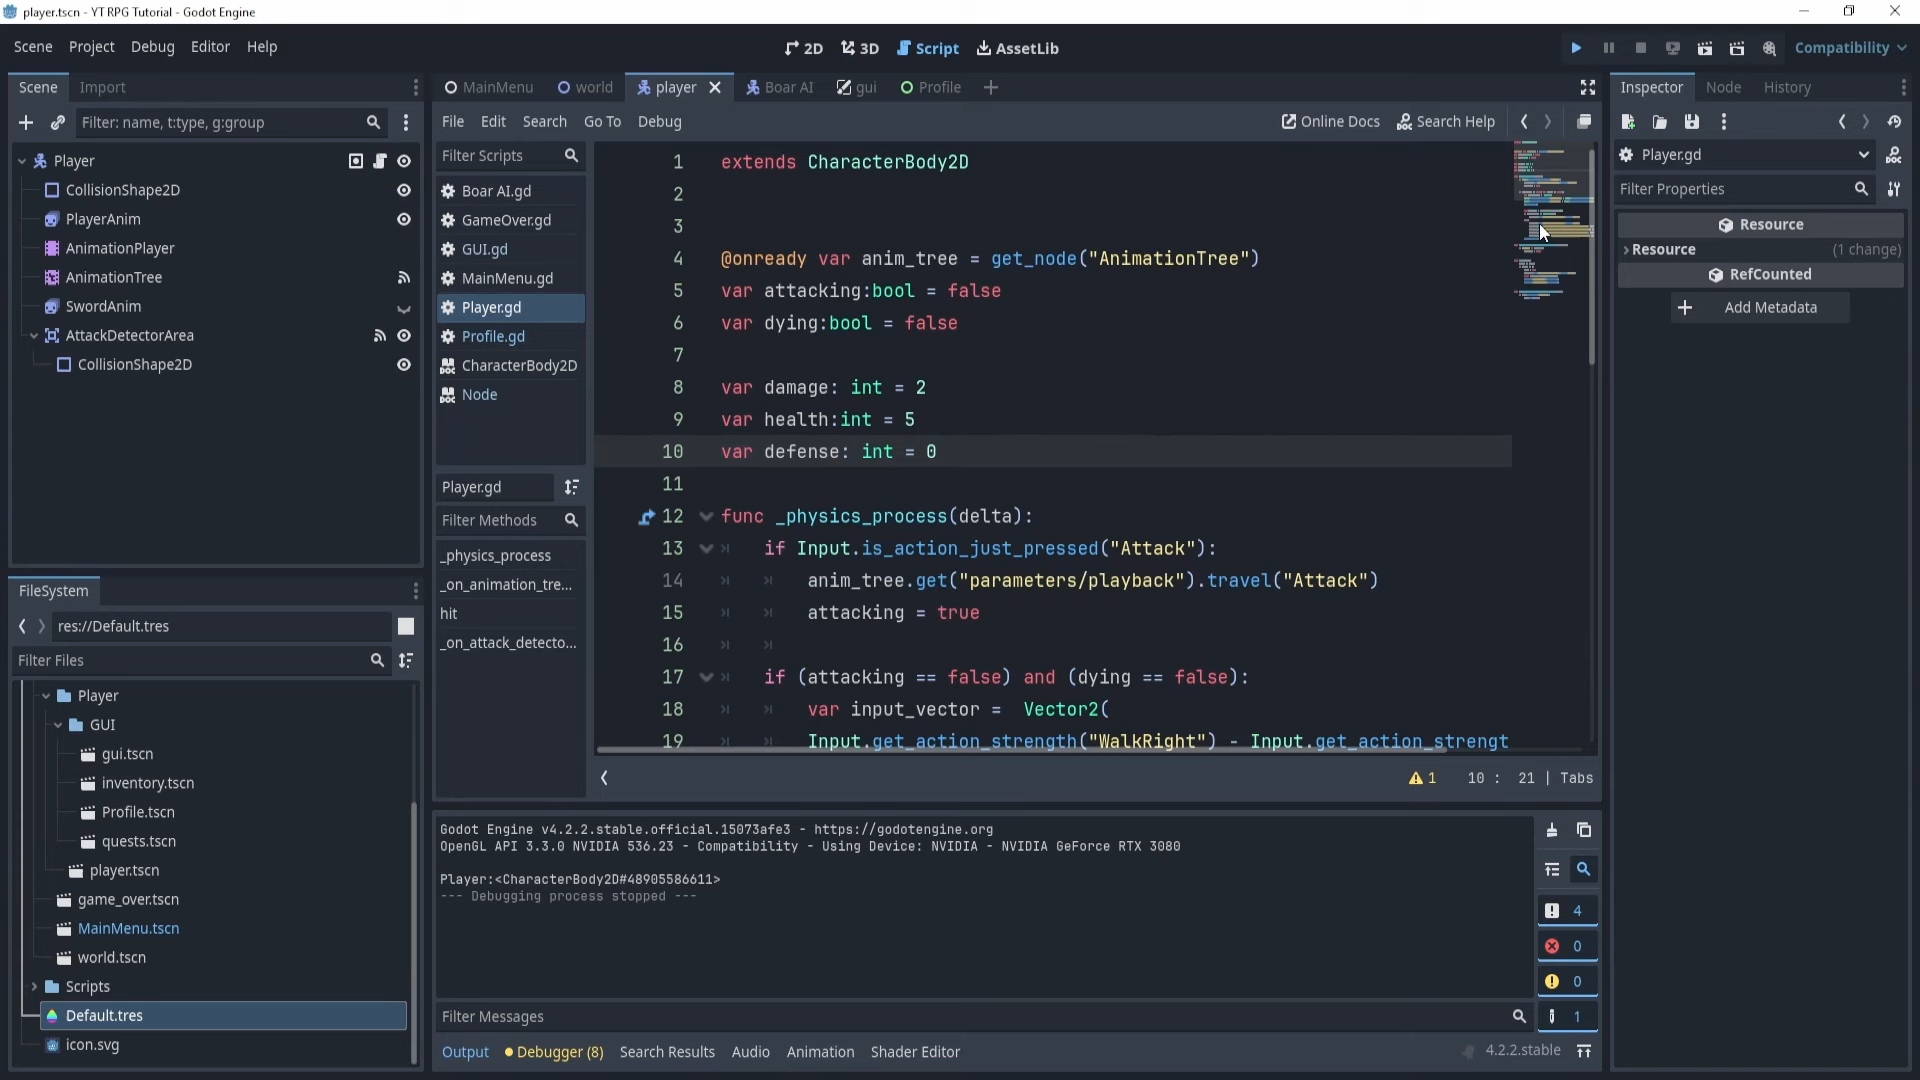 player.tscn - YT RPG Tutorial - Godot Engine
Scene Project Debug Editor Help
2D 3D Script AssetLib
Compatibility
Scene Import
Filter: name, t:type, g:group
Player
CollisionShape2D
PlayerAnim
AnimationPlayer
AnimationTree
SwordAnim
AttackDetectorArea
CollisionShape2D
FileSystem
res://Default.tres
Filter Files
Player
GUI
gui.tscn
inventory.tscn
Profile.tscn
quests.tscn
player.tscn
game_over.tscn
MainMenu.tscn
world.tscn
Scripts
Default.tres
icon.svg
MainMenu world player Boar AI gui Profile
File Edit Search Go To Debug
Online Docs Search Help
Filter Scripts
Boar AI.gd
GameOver.gd
GUI.gd
MainMenu.gd
Player.gd
Profile.gd
CharacterBody2D
Node
Player.gd
Filter Methods
_physics_process
_on_animation_tre...
hit
_on_attack_detecto...
1 extends CharacterBody2D
2
3
4 @onready var anim_tree = get_node("AnimationTree")
5 var attacking:bool = false
6 var dying:bool = false
7
8 var damage: int = 2
9 var health:int = 5
10 var defense: int = 0
11
12 func _physics_process(delta):
13 if Input.is_action_just_pressed("Attack"):
14 anim_tree.get("parameters/playback").travel("Attack")
15 attacking = true
16
17 if (attacking == false) and (dying == false):
18 var input_vector = Vector2(
19 Input.get_action_strength("WalkRight") - Input.get_action_strengt
1 10 : 21 | Tabs
Godot Engine v4.2.2.stable.official.15073afe3 - https://godotengine.org
OpenGL API 3.3.0 NVIDIA 536.23 - Compatibility - Using Device: NVIDIA - NVIDIA GeForce RTX 3080
Player:<CharacterBody2D#48905586611>
--- Debugging process stopped ---
4
0
0
1
Filter Messages
Output Debugger (8) Search Results Audio Animation Shader Editor
4.2.2.stable
Inspector Node History
Player.gd
Filter Properties
Resource
Resource (1 change)
RefCounted
Add Metadata